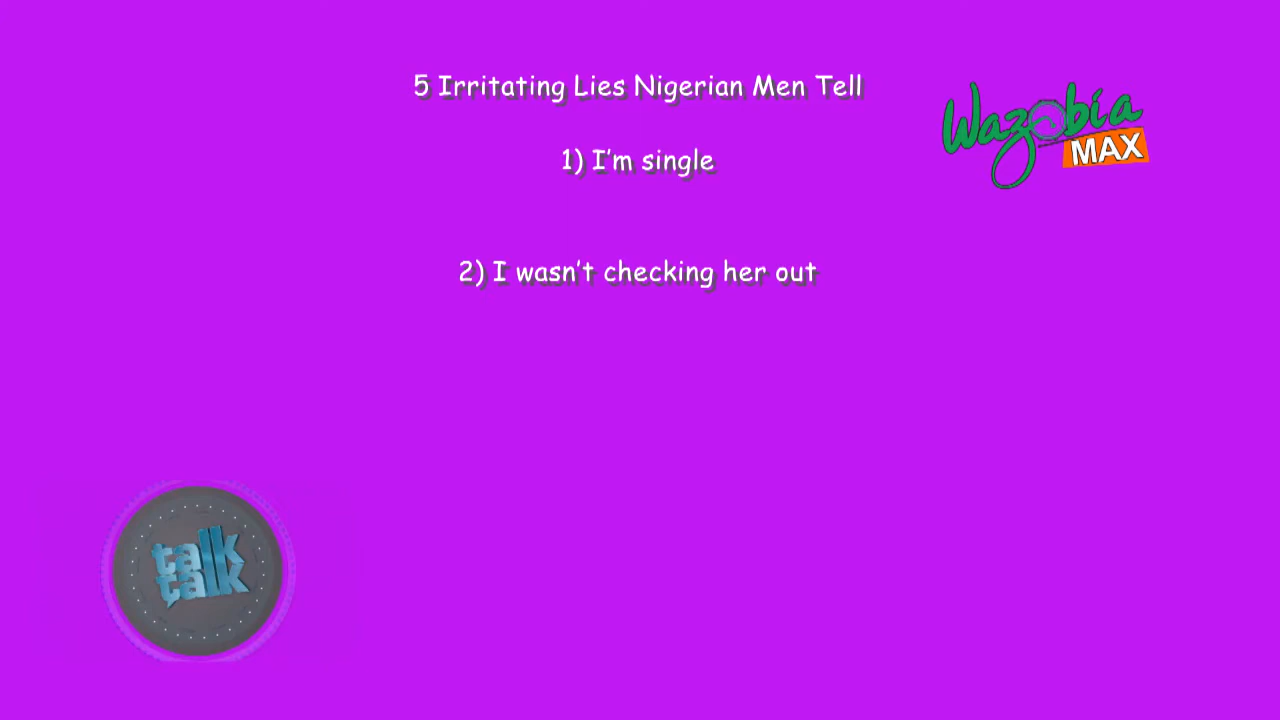 5 Irritating Lies Nigerian Men Tell
Wazobia
MAX
1) I'm single
2) I wasn't checking her out
talk
talk